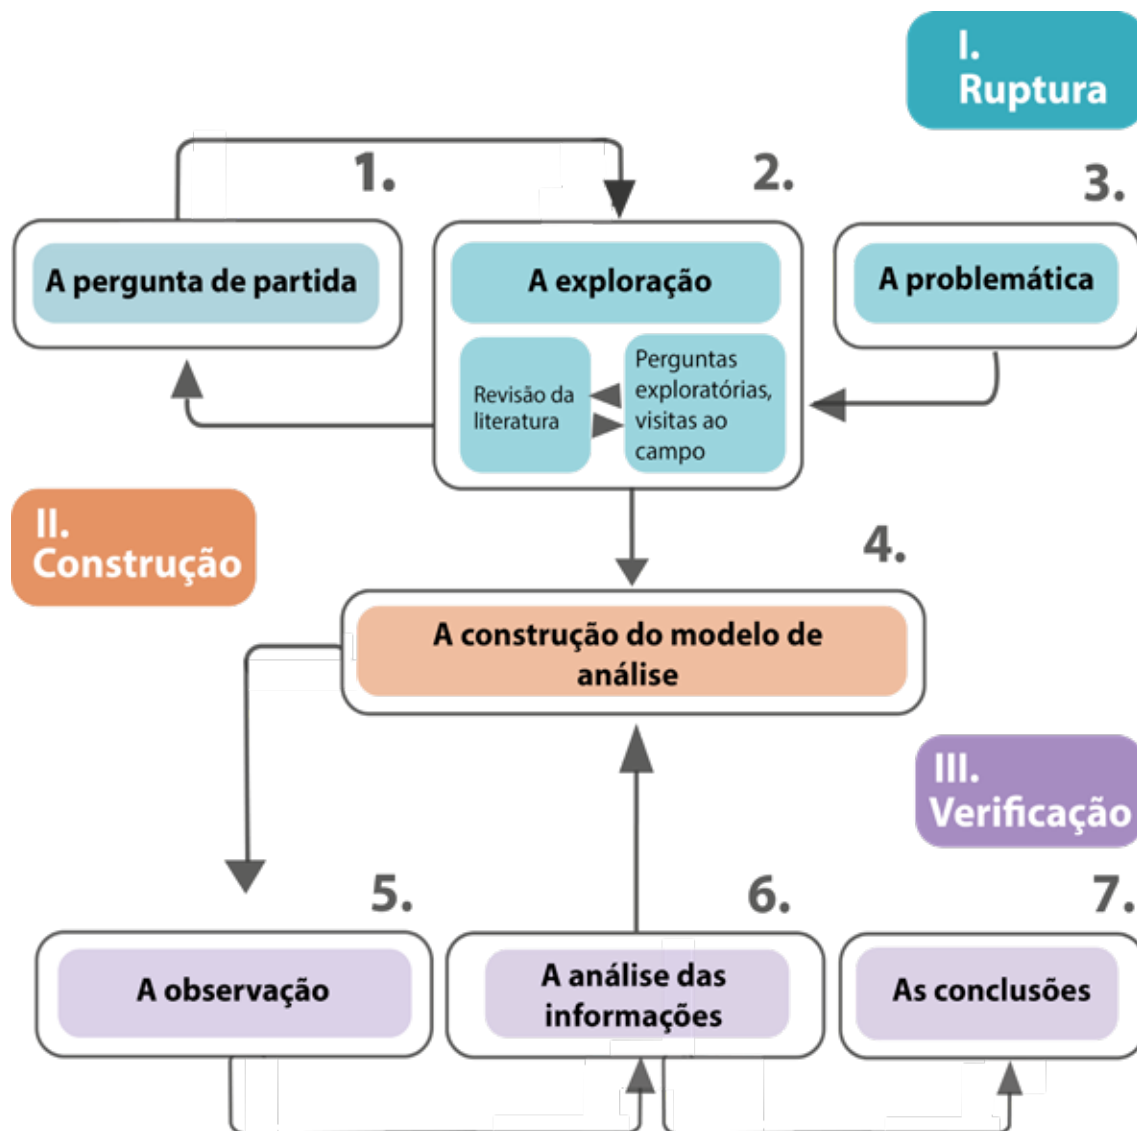 I.
Ruptura
1.
2.
3.
A pergunta de partida
A exploração
A problemática
Revisão da
literatura
Perguntas
exploratórias,
visitas ao
campo
II.
Construção
4.
A construção do modelo de
análise
III.
Verificação
5.
6.
7.
A observação
A análise das
informações
As conclusões